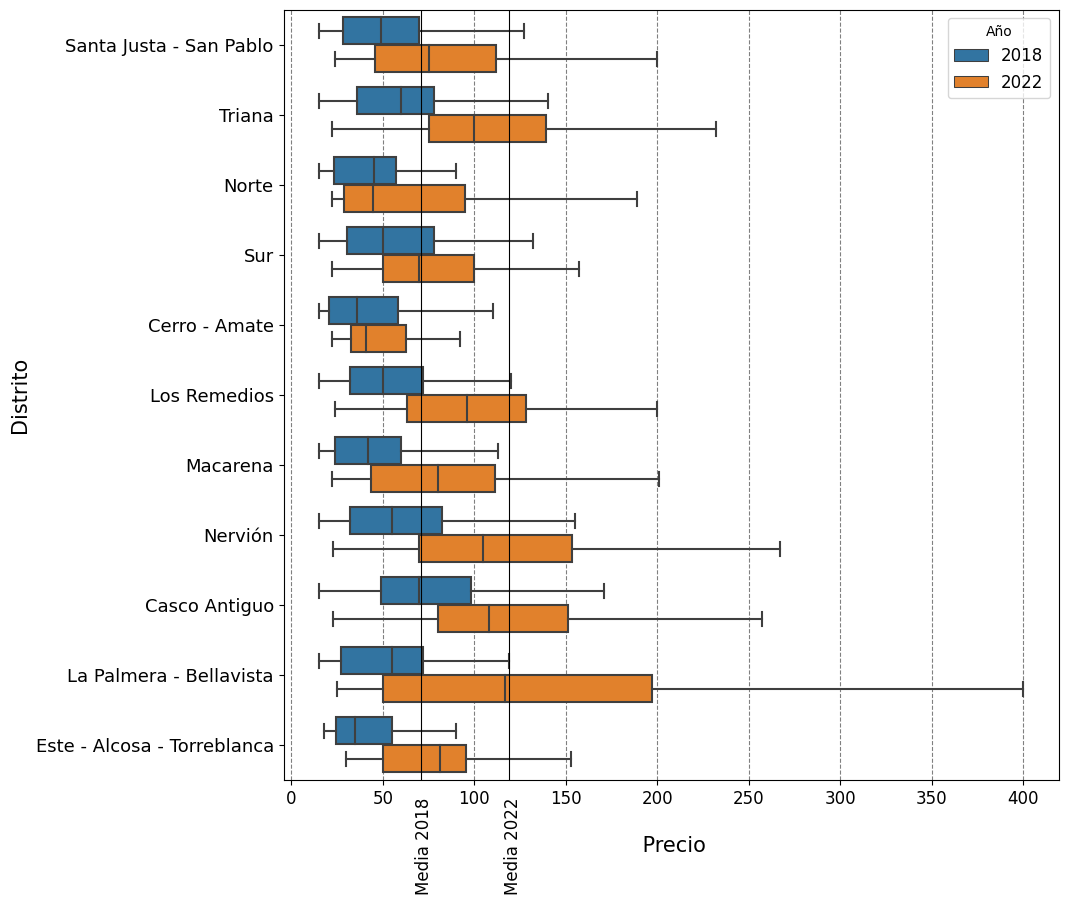 Año
2018
2022
Santa Justa - San Pablo
Triana
Norte
Sur
Cerro - Amate
Los Remedios
Macarena
Nervión
Casco Antiguo
La Palmera - Bellavista
Este - Alcosa - Torreblanca
Distrito
0 50 100 150 200 250 300 350 400
Media 2018
Media 2022
Precio